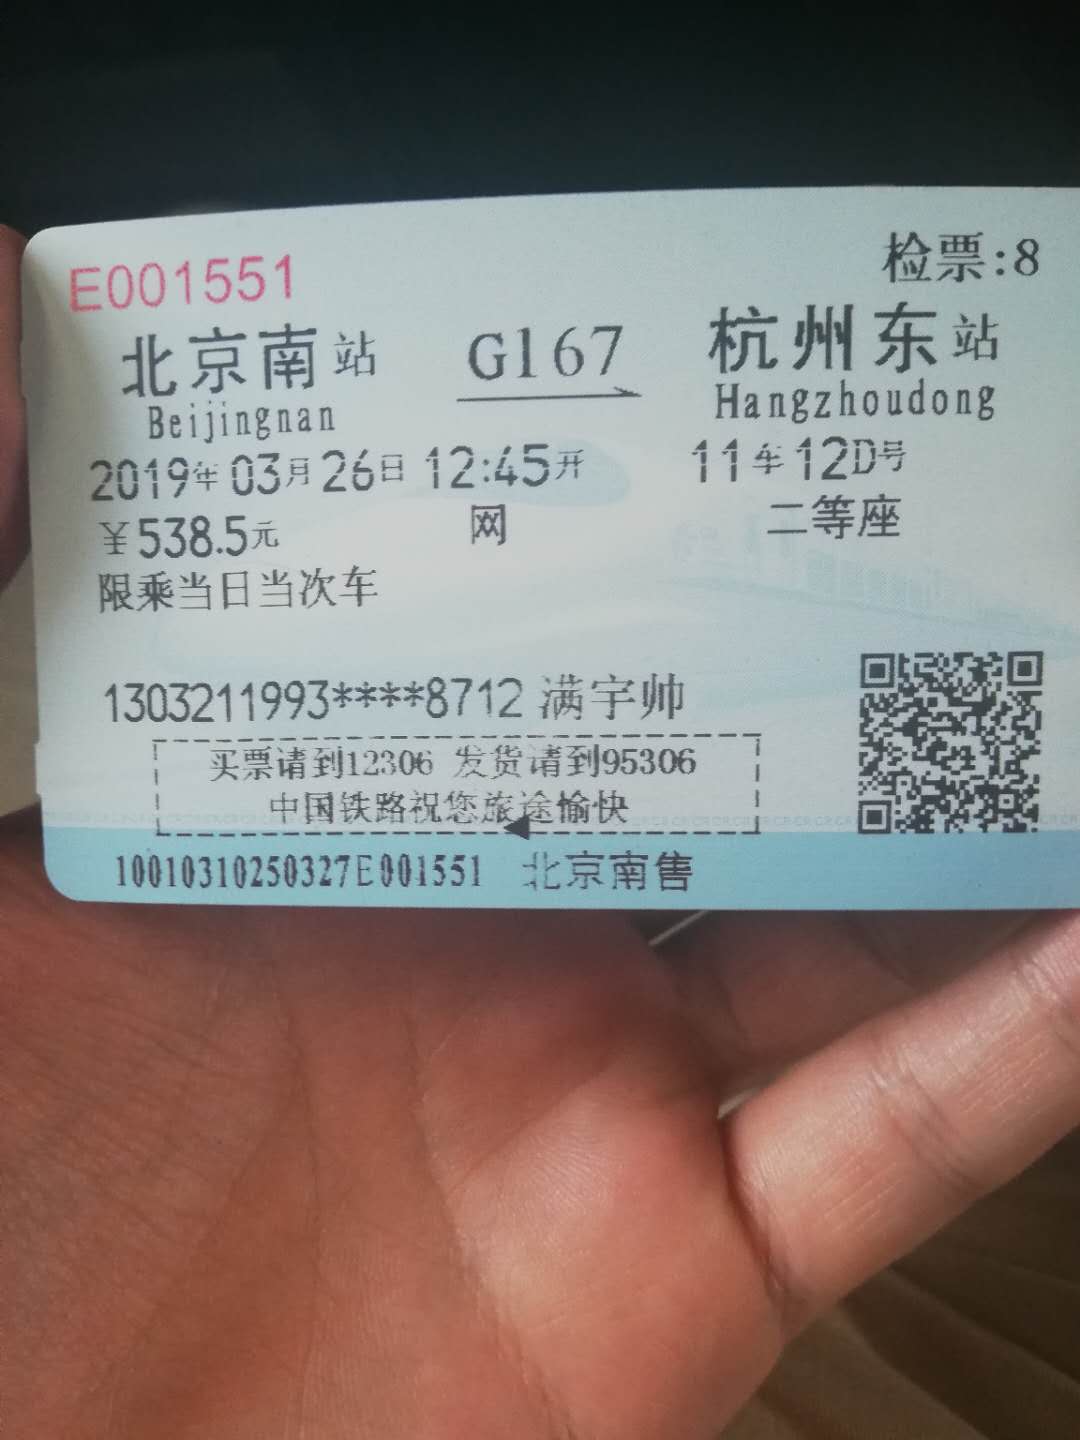 E001551
检票:8
北京南站 G167 杭州东站
Beijingnan Hangzhoudong
2019年03月26日 12:45开 11车12D号
￥538.5元 网 二等座
限乘当日当次车
1303211993****8712 满宇帅
买票请到12306 发货请到95306
中国铁路祝您旅途愉快
10010310250327E001551 北京南售